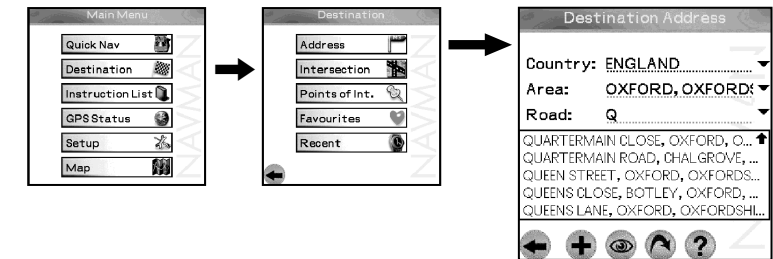 Main Menu
Quick Nav
Destination
Instruction List
GPS Status
Setup
Map
NAVMAN
Destination
Address
Intersection
Points of Int.
Favourites
Recent
NAVMAN
Destination Address
Country: ENGLAND
Area: OXFORD, OXFORDS
Road: Q
QUARTERMAIN CLOSE, OXFORD, O...
QUARTERMAIN ROAD, CHALGROVE, ...
QUEEN STREET, OXFORD, OXFORDS...
QUEENS CLOSE, BOTLEY, OXFORD, ...
QUEENS LANE, OXFORD, OXFORDSHI...
?